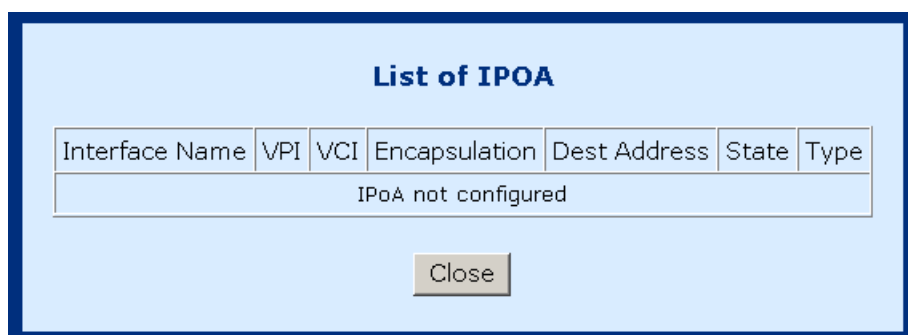 List of IPOA
Interface Name VPI VCI Encapsulation Dest Address State Type
IPoA not configured
Close